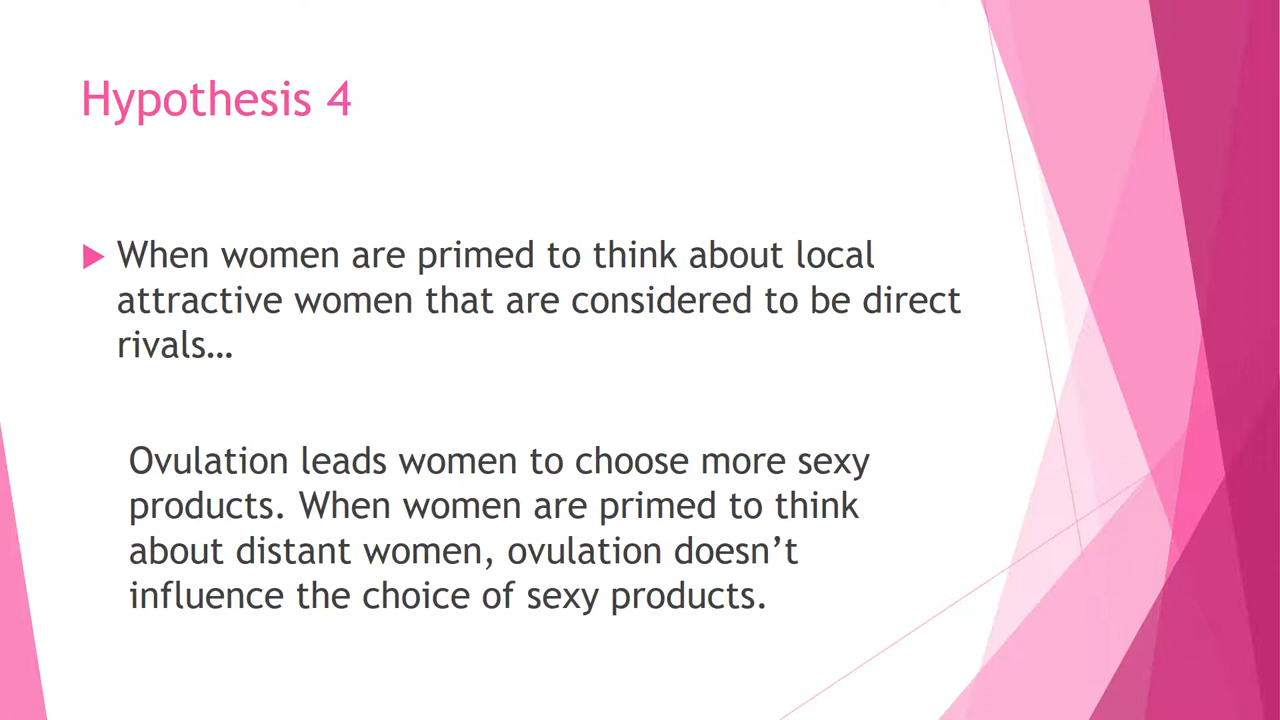 Hypothesis 4
When women are primed to think about local
attractive women that are considered to be direct
rivals…
Ovulation leads women to choose more sexy
products. When women are primed to think
about distant women, ovulation doesn’t
influence the choice of sexy products.